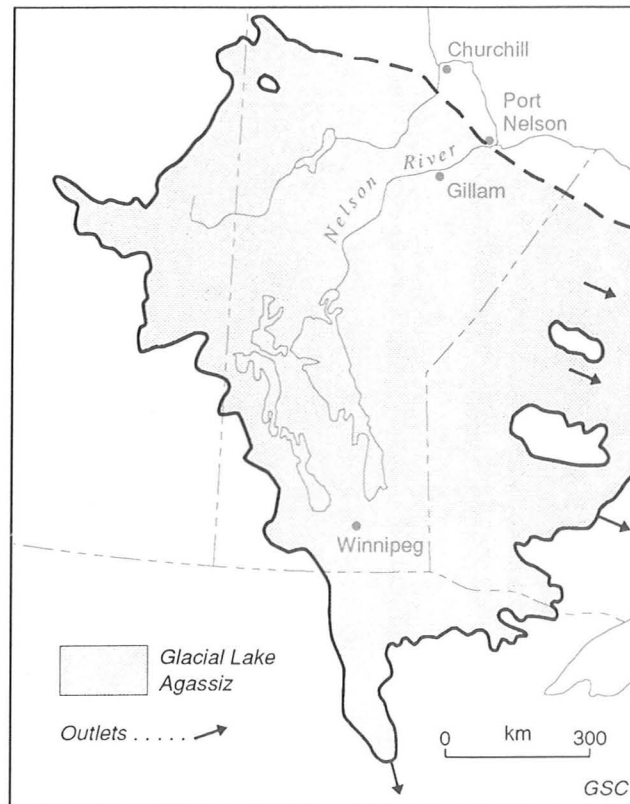 Churchill
Port
Nelson
Nelson River
Gillam
Winnipeg
Glacial Lake
Agassiz
Outlets . . . . .
km
0 300
GSC